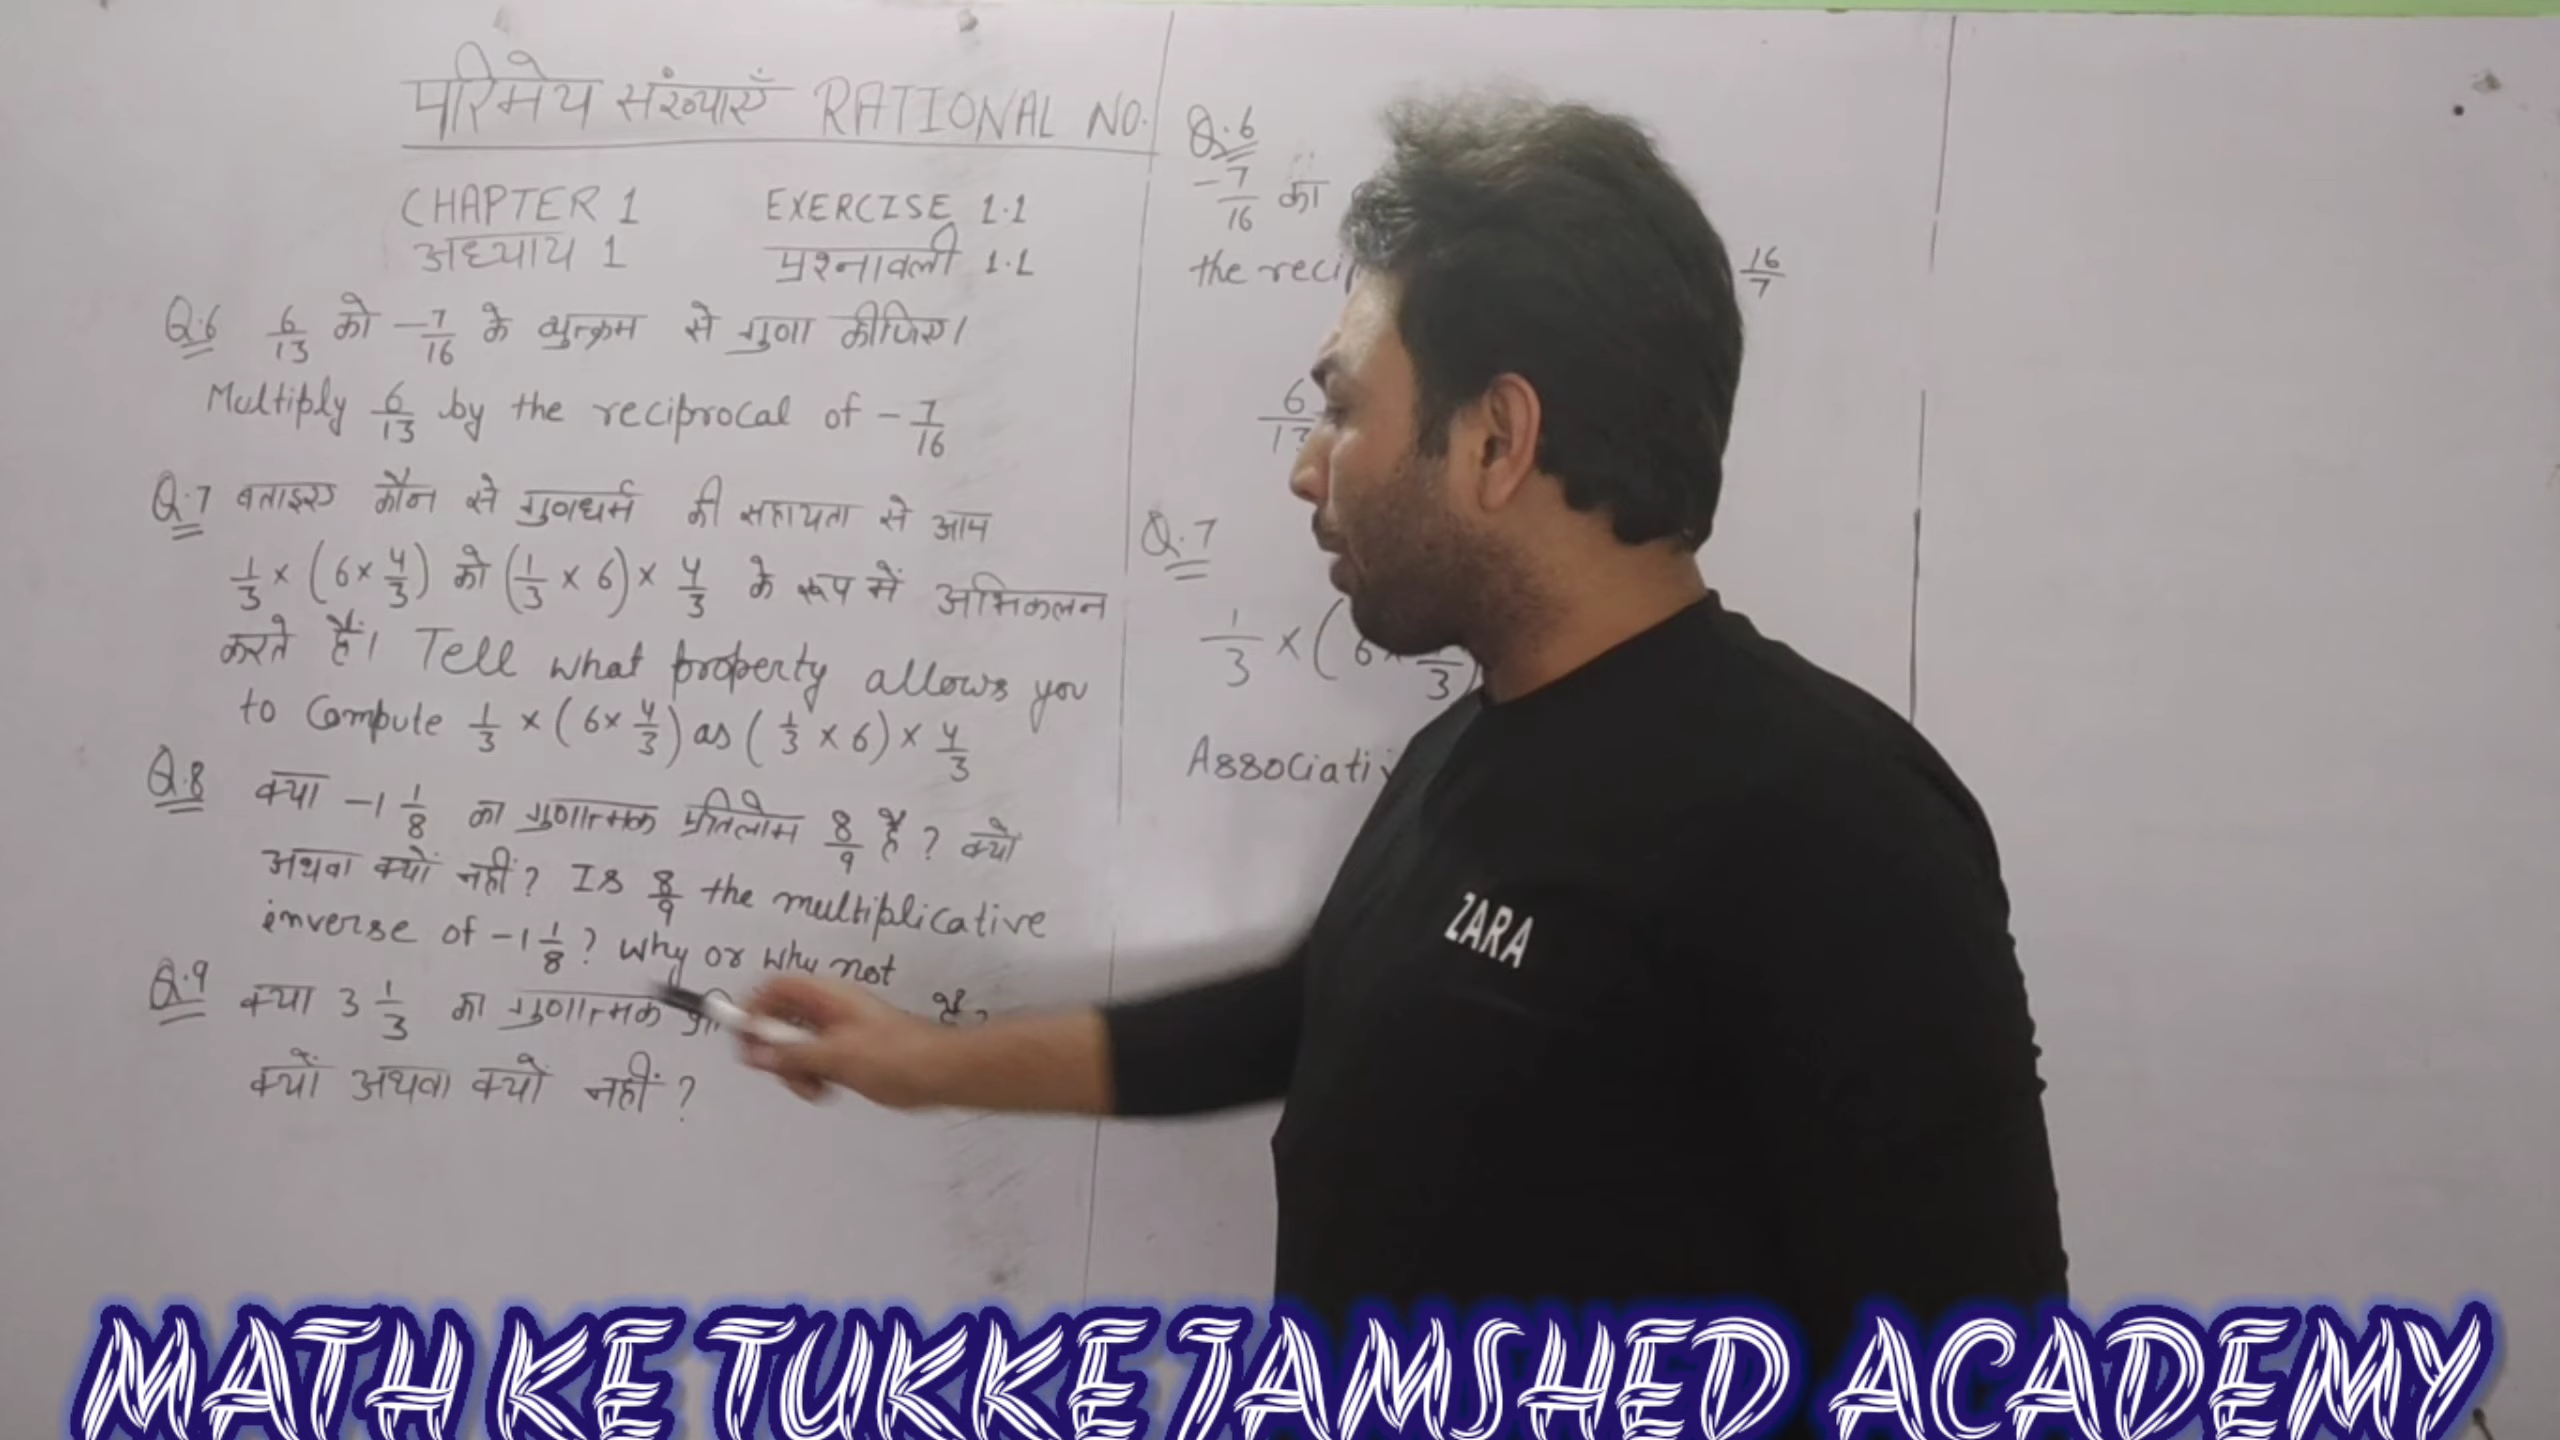 परिमेय संख्याएँ RATIONAL NO.
CHAPTER 1 EXERCISE 1.1
अध्याय 1 प्रश्नावली 1.1
Q.6 6/13 को -7/16 के व्युत्क्रम से गुणा कीजिए।
Multiply 6/13 by the reciprocal of -7/16
Q.7 बताइए कौन से गुणधर्म की सहायता से आप
1/3 × (6 × 4/3) को (1/3 × 6) × 4/3 के रूप में अभिकलन
करते हैं। Tell what property allows you
to Compute 1/3 × (6 × 4/3) as (1/3 × 6) × 4/3
Q.8 क्या -1 1/8 का गुणात्मक प्रतिलोम 8/9 है? क्यों
अथवा क्यों नहीं? Is 8/9 the multiplicative
inverse of -1 1/8? Why or why not
Q.9 क्या 3 1/3 का गुणात्मक है?
क्यों अथवा क्यों नहीं?
Q.6
-7/16 का
the 16/7
6/13
Q.7
1/3 × (6 × /3)
ZARA
MATH KE TUKKE JAMSHED ACADEMY